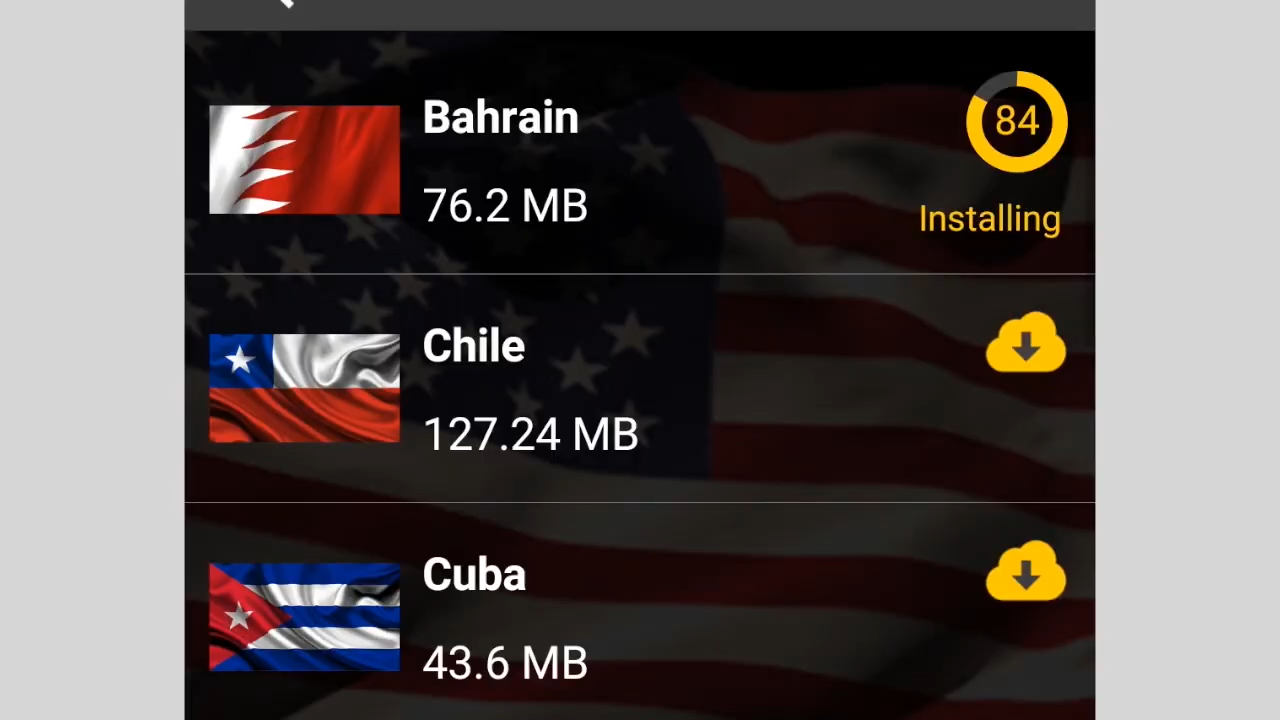 Bahrain
84
76.2 MB
Installing
Chile
127.24 MB
Cuba
43.6 MB